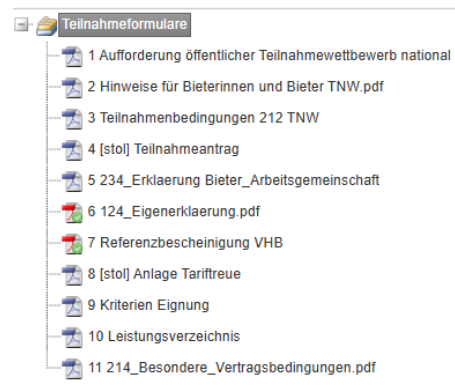 Teilnahmeformulare
1 Aufforderung öffentlicher Teilnahmewettbewerb national
2 Hinweise für Bieterinnen und Bieter TNW.pdf
3 Teilnahmenbedingungen 212 TNW
4 [stol] Teilnahmeantrag
5 234_Erklaerung Bieter_Arbeitsgemeinschaft
6 124_Eigenerklaerung.pdf
7 Referenzbescheinigung VHB
8 [stol] Anlage Tariftreue
9 Kriterien Eignung
10 Leistungsverzeichnis
11 214_Besondere_Vertragsbedingungen.pdf